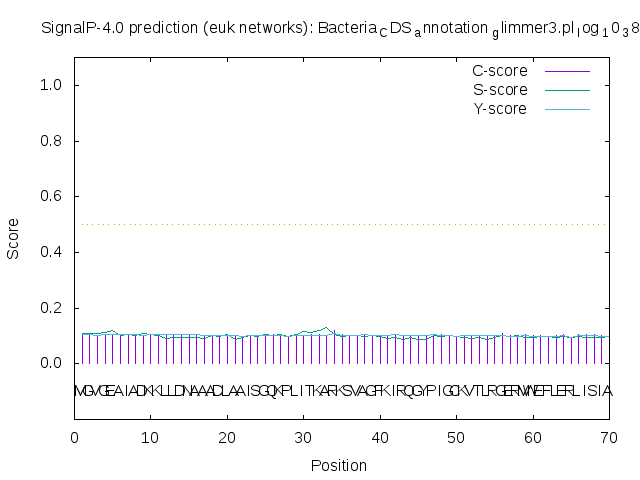 SignalP-4.0 prediction (euk networks): Bacteria_CDS_annotation_glimmer3.pl_log_10_38
C-score
S-score
Y-score
1.0
0.8
0.6
0.4
0.2
0.0
Score
MGVGEAIADKKLLDNAAADLAAISGQKPLITKARKSVAGFKIRQGYPIGCKVTLRGERMWEFLERLISIA
0 10 20 30 40 50 60 70
Position